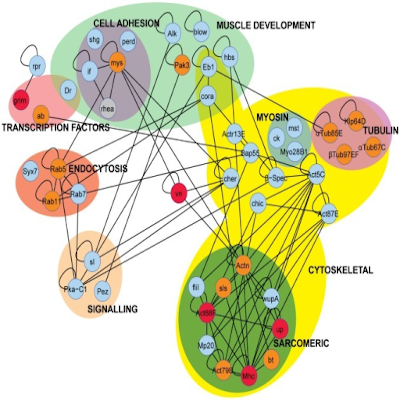 CELL ADHESION
MUSCLE DEVELOPMENT
shg
perd
Alk
blow
if
mys
Pak3
Eb1
hbs
rpr
Dr
rhea
cora
grim
ab
TRANSCRIPTION FACTORS
MYOSIN
Actr13E
ck
mst
Myo28B1
αTub85E
Klp64D
TUBULIN
βTub97EF
αTub67C
Bap55
Syx7
Rab5
ENDOCYTOSIS
Rab11
Rab7
vn
cher
β-Spec
Act5C
chic
Act87E
sl
Pka-C1
Pez
SIGNALLING
Actn
CYTOSKELETAL
fliI
sls
wupA
Act88F
up
Mp20
SARCOMERIC
bt
Act79B
Mhc